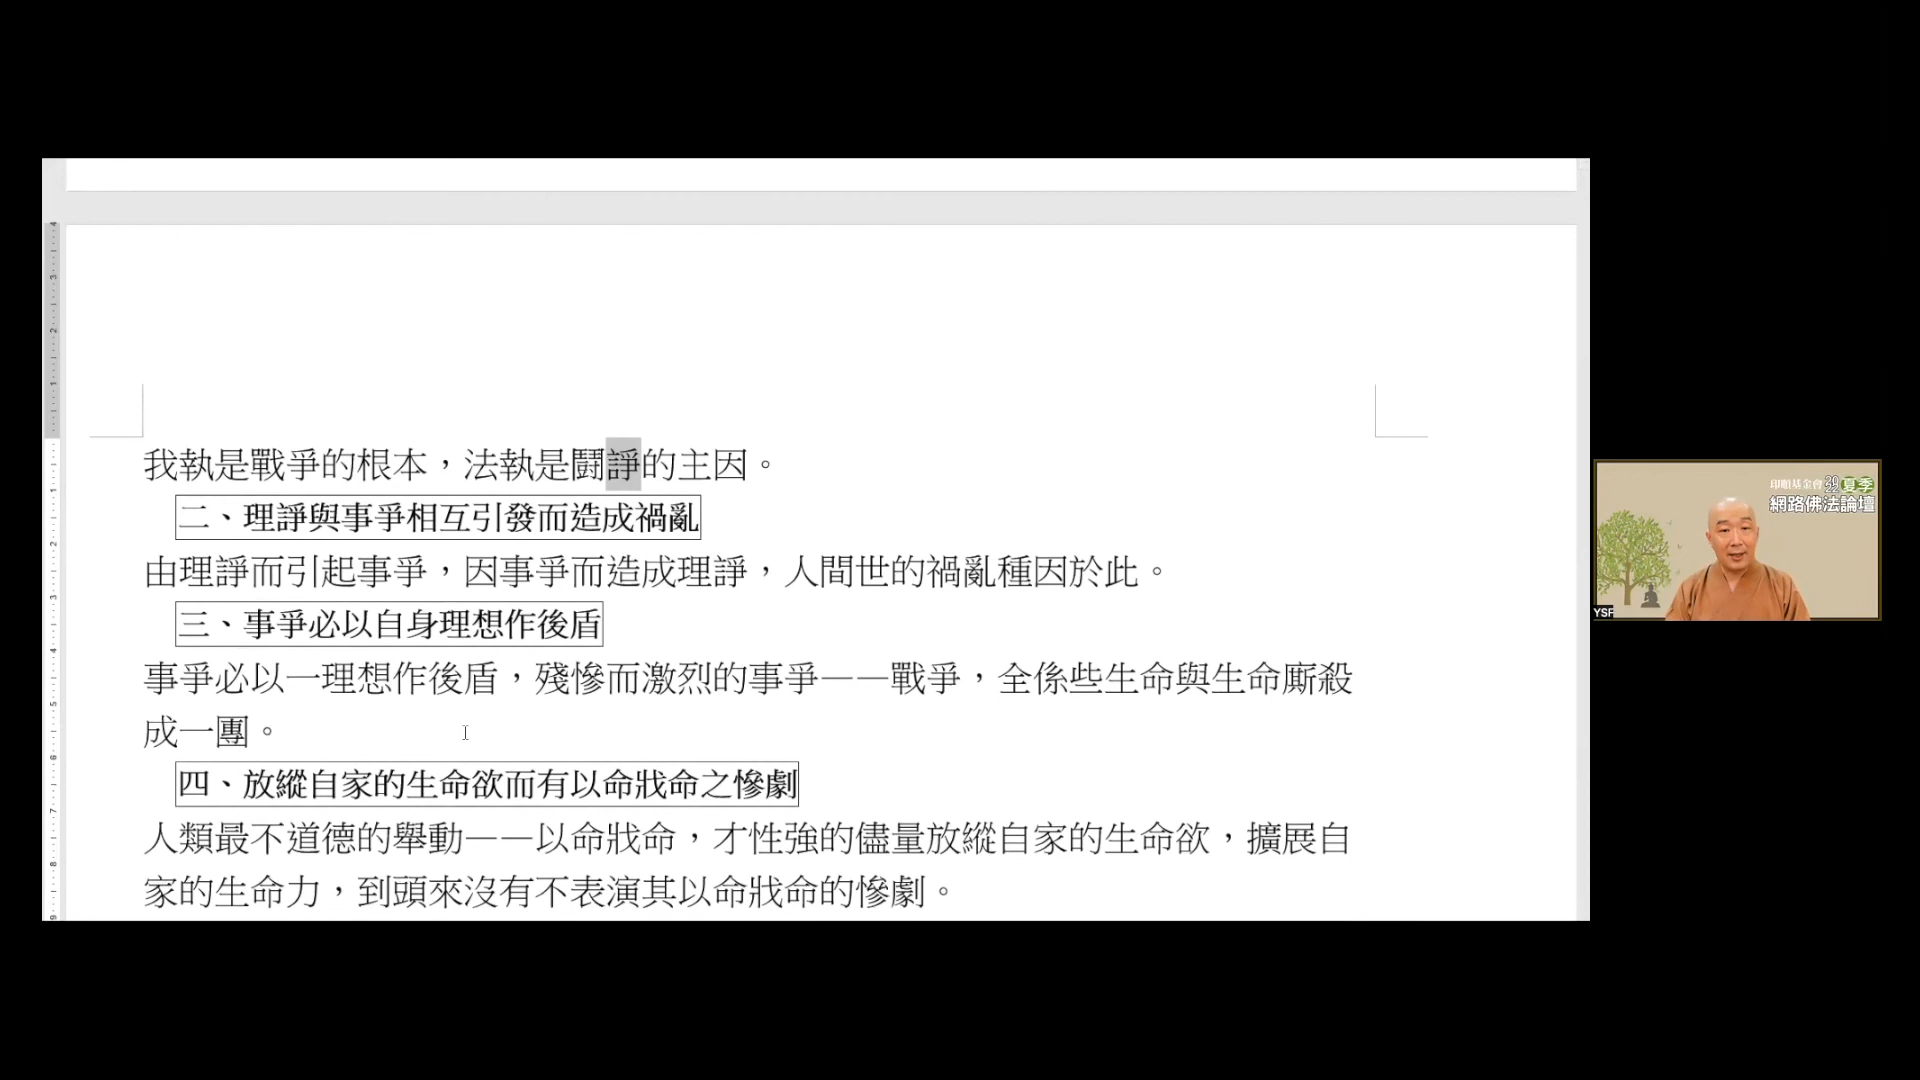 我執是戰爭的根本，法執是鬪諍的主因。
二、理諍與事爭相互引發而造成禍亂
由理諍而引起事爭，因事爭而造成理諍，人間世的禍亂種因於此。
三、事爭必以自身理想作後盾
事爭必以一理想作後盾，殘慘而激烈的事爭——戰爭，全係些生命與生命廝殺
成一團。
四、放縱自家的生命欲而有以命戕命之慘劇
人類最不道德的舉動——以命戕命，才性強的儘量放縱自家的生命欲，擴展自
家的生命力，到頭來沒有不表演其以命戕命的慘劇。
印順基金會 2022 夏季
網路佛法論壇
YSF